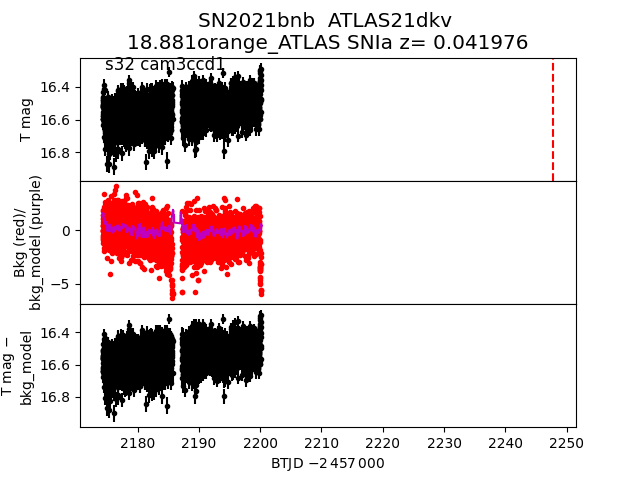 SN2021bnb ATLAS21dkv
18.881orange_ATLAS SNIa z= 0.041976
s32 cam3ccd1
16.4
16.6
16.8
T mag
0
−5
Bkg (red)/
bkg_model (purple)
16.4
16.6
16.8
T mag −
bkg_model
2180 2190 2200 2210 2220 2230 2240 2250
BTJD −2 457 000